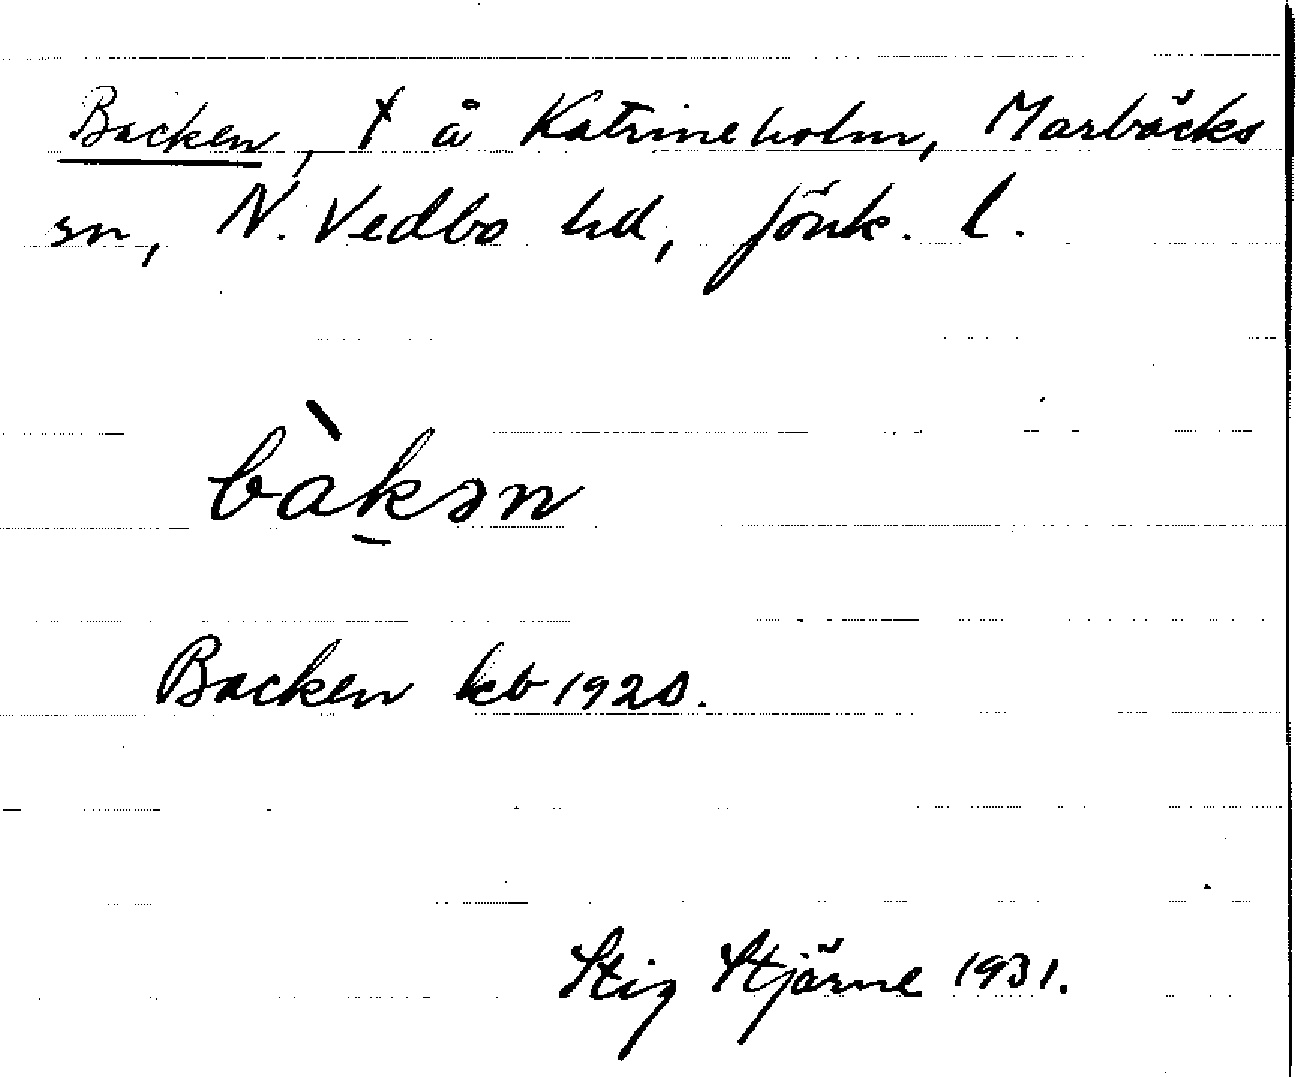 Backen, t å Katrineholm, Marbäcks
sn, N. Vedbo hd, Jönk. l.
bàkən
Backen kb 1920.
Stig Stjärne 1931.